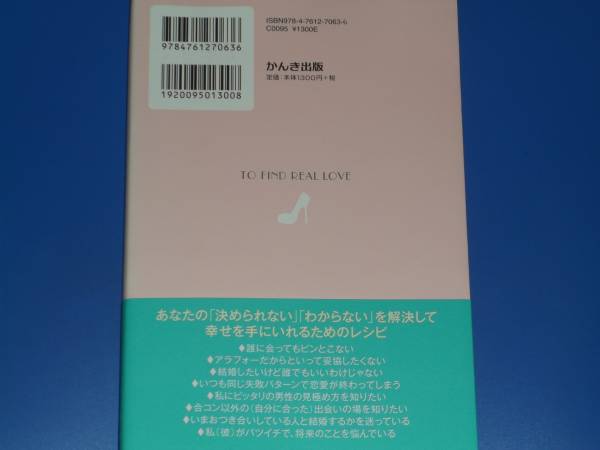 ISBN978-4-7612-7063-6
C0095 ¥1300E
9784761270636
かんき出版
定価:本体1300円+税
1920095013008
TO FIND REAL LOVE
あなたの「決められない」「わからない」を解決して
幸せを手にいれるためのレシピ
◆誰に会ってもピンとこない
◆アラフォーだからといって妥協したくない
◆結婚したいけど誰でもいいわけじゃない
◆いつも同じ失敗パターンで恋愛が終わってしまう
◆私にピッタリの男性の見極め方を知りたい
◆合コン以外の(自分に合った)出会いの場を知りたい
◆いまおつき合いしている人と結婚するかを迷っている
◆私(彼)がバツイチで、将来のことを悩んでいる